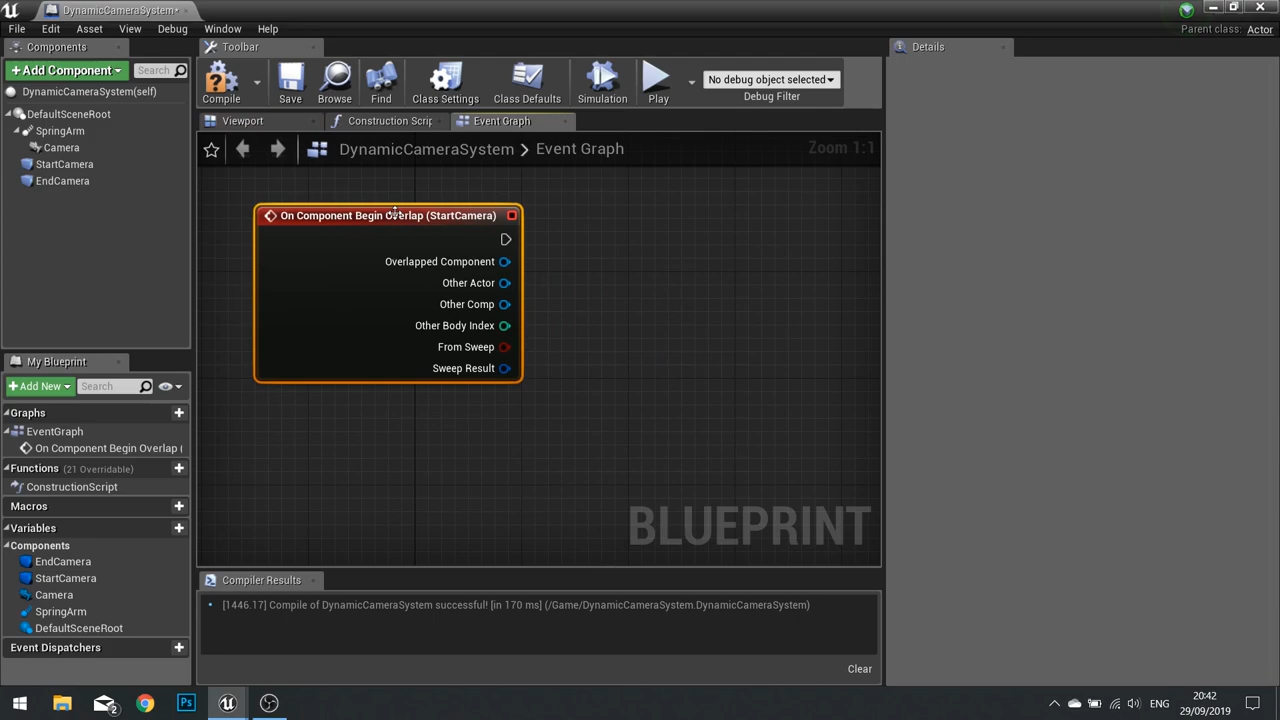 DynamicCameraSystem*
File Edit Asset View Debug Window Help
Parent class: Actor
Components
Toolbar
Details
+Add Component
Search
DynamicCameraSystem(self)
Compile
Save
Browse
Find
Class Settings
Class Defaults
Simulation
Play
No debug object selected
Debug Filter
DefaultSceneRoot
SpringArm
Camera
StartCamera
EndCamera
Viewport
Construction Scrip
Event Graph
DynamicCameraSystem > Event Graph
Zoom 1:1
On Component Begin Overlap (StartCamera)
Overlapped Component
Other Actor
Other Comp
Other Body Index
From Sweep
Sweep Result
BLUEPRINT
My Blueprint
+Add New
Search
Graphs
EventGraph
On Component Begin Overlap (
Functions (21 Overridable)
ConstructionScript
Macros
Variables
Components
EndCamera
StartCamera
Camera
SpringArm
DefaultSceneRoot
Event Dispatchers
Compiler Results
[1446.17] Compile of DynamicCameraSystem successful! [in 170 ms] (/Game/DynamicCameraSystem.DynamicCameraSystem)
Clear
2
Ps
ENG
20:42
29/09/2019